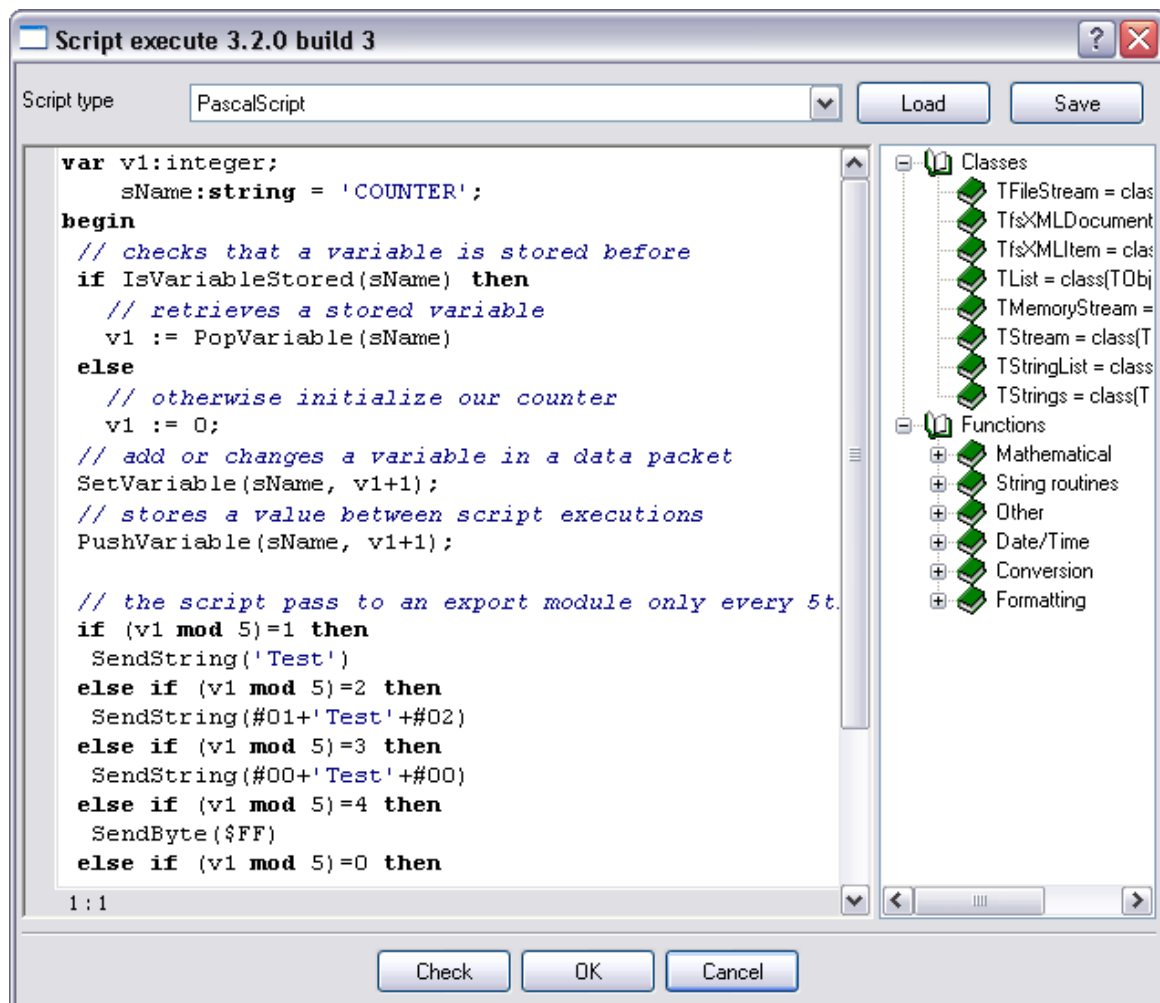 Script execute 3.2.0 build 3
Script type PascalScript Load Save
var v1:integer;
sName:string = 'COUNTER';
begin
// checks that a variable is stored before
if IsVariableStored(sName) then
// retrieves a stored variable
v1 := PopVariable(sName)
else
// otherwise initialize our counter
v1 := 0;
// add or changes a variable in a data packet
SetVariable(sName, v1+1);
// stores a value between script executions
PushVariable(sName, v1+1);
// the script pass to an export module only every 5t
if (v1 mod 5)=1 then
SendString('Test')
else if (v1 mod 5)=2 then
SendString(#01+'Test'+#02)
else if (v1 mod 5)=3 then
SendString(#00+'Test'+#00)
else if (v1 mod 5)=4 then
SendByte($FF)
else if (v1 mod 5)=0 then
1:1
Classes
TFileStream = clas
TfsXMLDocument
TfsXMLItem = clas
TList = class(TObj
TMemoryStream =
TStream = class(T
TStringList = class
TStrings = class(T
Functions
Mathematical
String routines
Other
Date/Time
Conversion
Formatting
Check OK Cancel